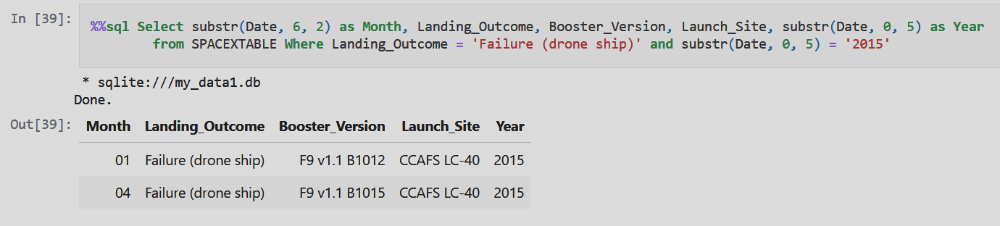 In [39]: %%sql Select substr(Date, 6, 2) as Month, Landing_Outcome, Booster_Version, Launch_Site, substr(Date, 0, 5) as Year
from SPACEXTABLE Where Landing_Outcome = 'Failure (drone ship)' and substr(Date, 0, 5) = '2015'
* sqlite:///my_data1.db
Done.
Out[39]: Month Landing_Outcome Booster_Version Launch_Site Year
01 Failure (drone ship) F9 v1.1 B1012 CCAFS LC-40 2015
04 Failure (drone ship) F9 v1.1 B1015 CCAFS LC-40 2015